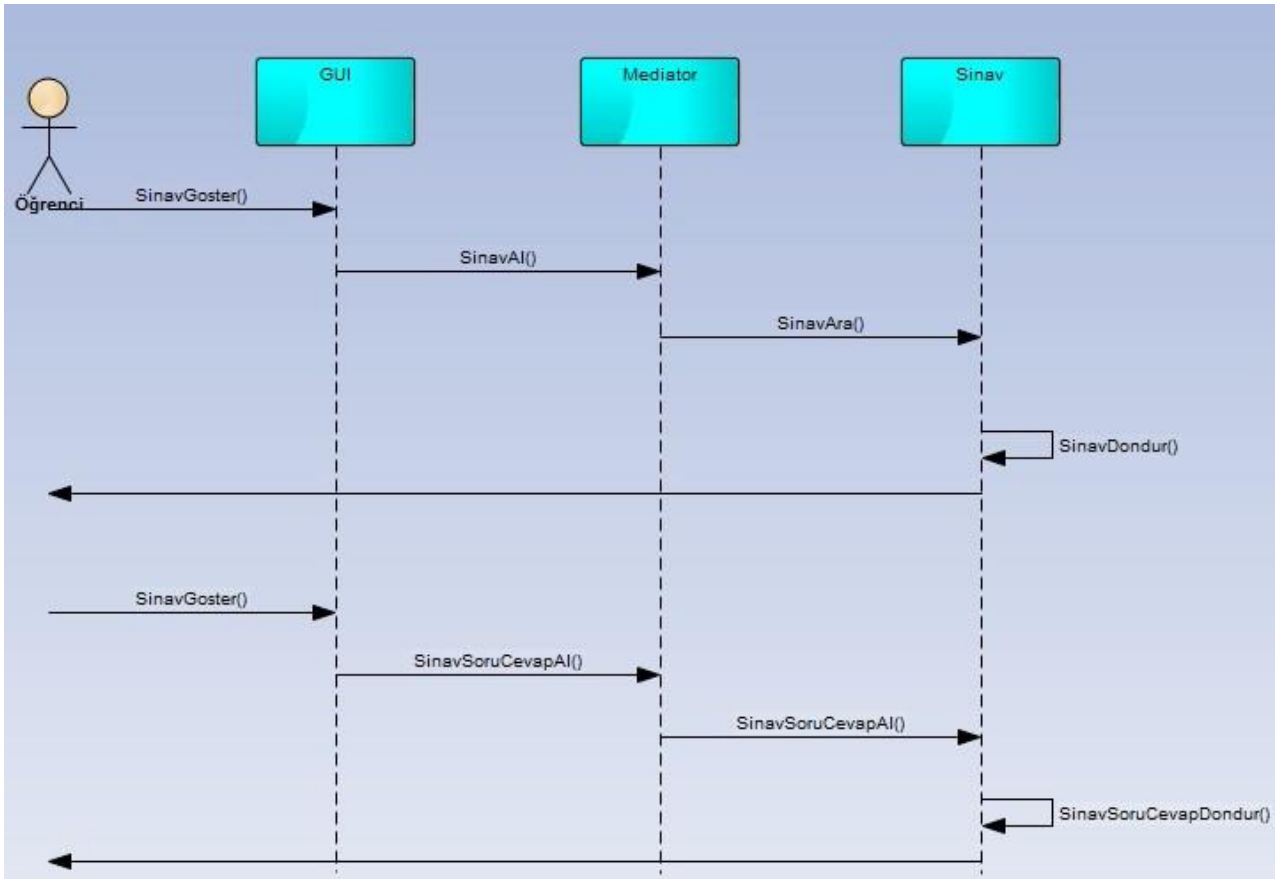 GUI
Mediator
Sinav
Öğrenci
SinavGoster()
SinavAl()
SinavAra()
SinavDondur()
SinavGoster()
SinavSoruCevapAl()
SinavSoruCevapAl()
SinavSoruCevapDondur()